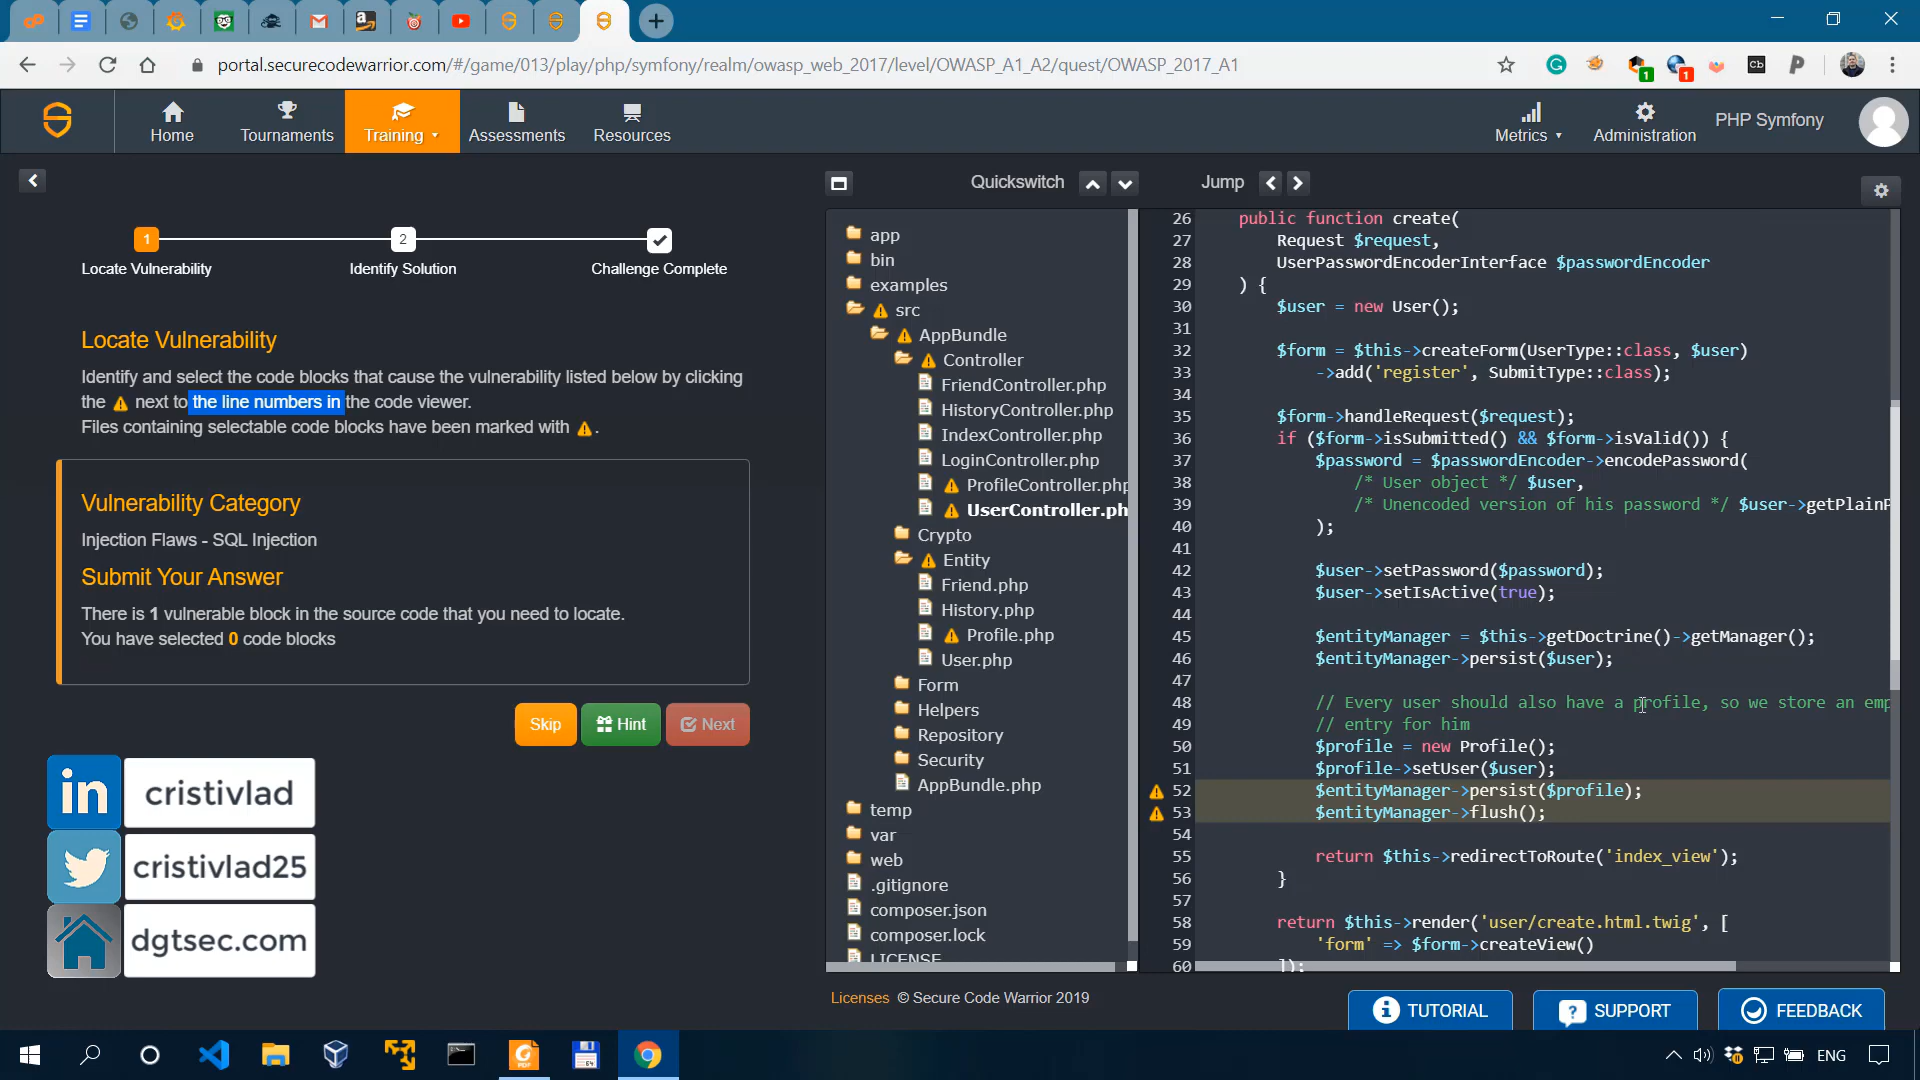 portal.securecodewarrior.com/#/game/013/play/php/symfony/realm/owasp_web_2017/level/OWASP_A1_A2/quest/OWASP_2017_A1
1
1
Cb
Home
Tournaments
Training
Assessments
Resources
Metrics
Administration
PHP Symfony
1
2
Locate Vulnerability
Identify Solution
Challenge Complete
Locate Vulnerability
Identify and select the code blocks that cause the vulnerability listed below by clicking
the next to the line numbers in the code viewer.
Files containing selectable code blocks have been marked with .
Vulnerability Category
Injection Flaws - SQL Injection
Submit Your Answer
There is 1 vulnerable block in the source code that you need to locate.
You have selected 0 code blocks
Skip
Hint
Next
in
cristivlad
cristivlad25
dgtsec.com
Quickswitch
Jump
app
bin
examples
src
AppBundle
Controller
FriendController.php
HistoryController.php
IndexController.php
LoginController.php
ProfileController.php
UserController.ph
Crypto
Entity
Friend.php
History.php
Profile.php
User.php
Form
Helpers
Repository
Security
AppBundle.php
temp
var
web
.gitignore
composer.json
composer.lock
LICENSE
26 public function create(
27 Request $request,
28 UserPasswordEncoderInterface $passwordEncoder
29 ) {
30 $user = new User();
31
32 $form = $this->createForm(UserType::class, $user)
33 ->add('register', SubmitType::class);
34
35 $form->handleRequest($request);
36 if ($form->isSubmitted() && $form->isValid()) {
37 $password = $passwordEncoder->encodePassword(
38 /* User object */ $user,
39 /* Unencoded version of his password */ $user->getPlainP
40 );
41
42 $user->setPassword($password);
43 $user->setIsActive(true);
44
45 $entityManager = $this->getDoctrine()->getManager();
46 $entityManager->persist($user);
47
48 // Every user should also have a profile, so we store an emp
49 // entry for him
50 $profile = new Profile();
51 $profile->setUser($user);
52 $entityManager->persist($profile);
53 $entityManager->flush();
54
55 return $this->redirectToRoute('index_view');
56 }
57
58 return $this->render('user/create.html.twig', [
59 'form' => $form->createView()
60 ]);
Licenses © Secure Code Warrior 2019
TUTORIAL
SUPPORT
FEEDBACK
ENG